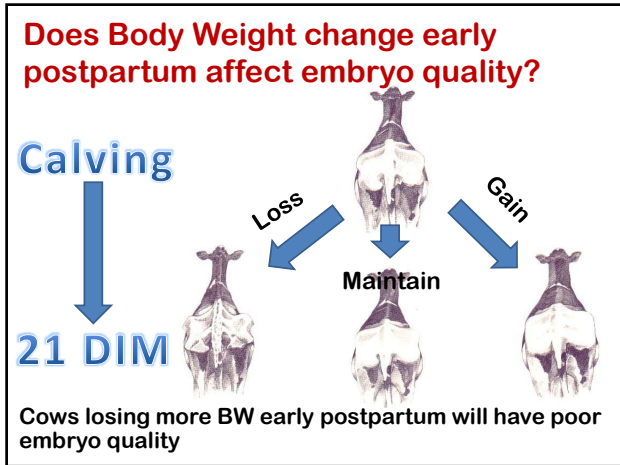 Does Body Weight change early
postpartum affect embryo quality?
Calving
Loss
Gain
Maintain
21 DIM
Cows losing more BW early postpartum will have poor
embryo quality